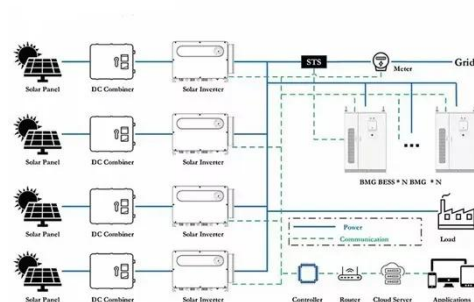 STS
Meter
Grid
Solar Panel
DC Combiner
Solar Inverter
Solar Panel
DC Combiner
Solar Inverter
BMG BESS * N BMG * N
Solar Panel
DC Combiner
Solar Inverter
Power
Communication
Load
Solar Panel
DC Combiner
Solar Inverter
Controller
Router
Cloud Server
Application